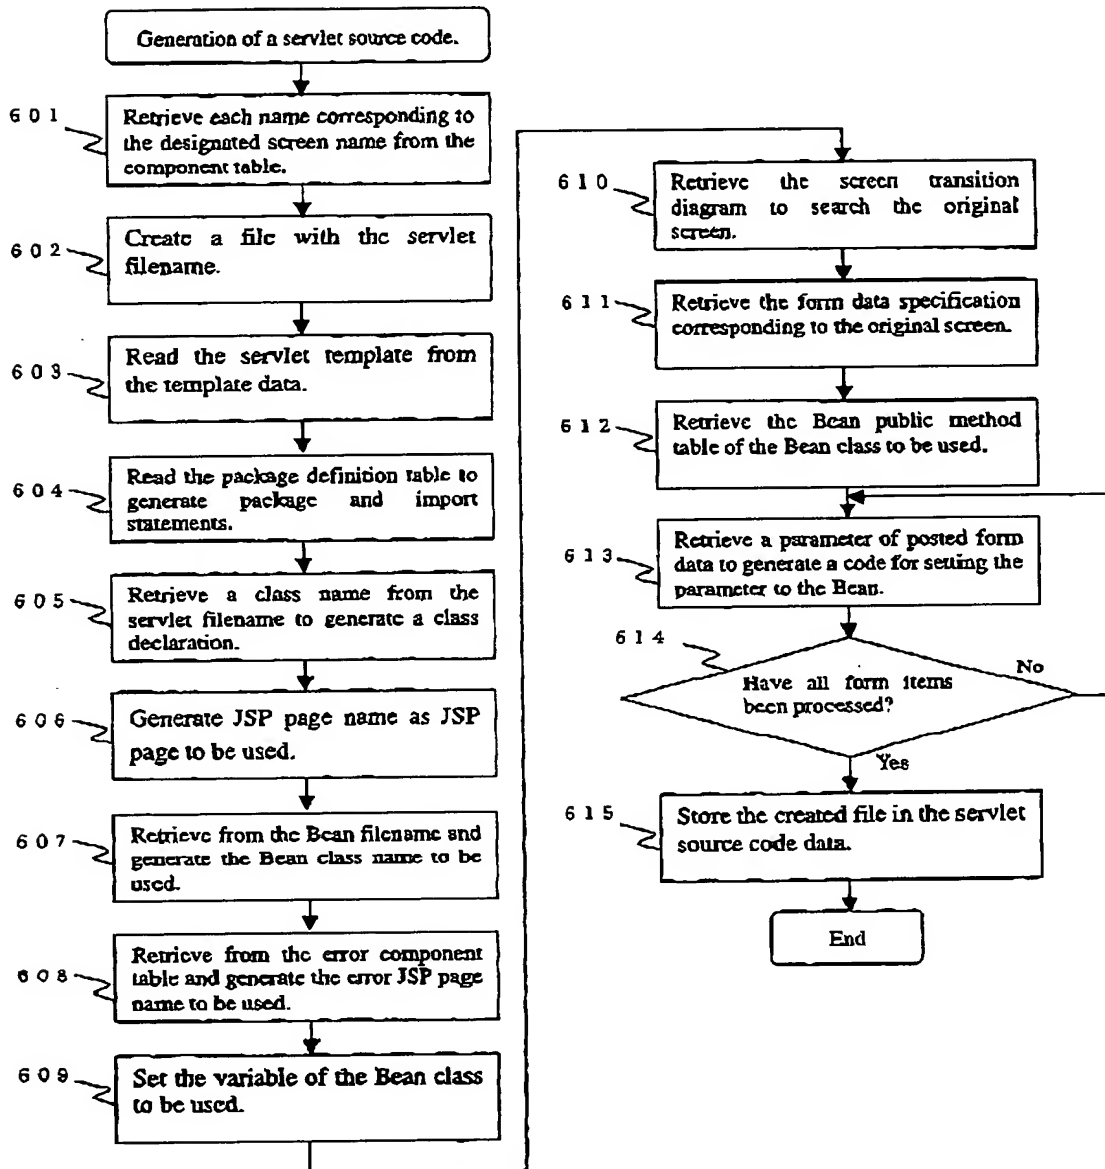 Generation of a servlet source code.
601
Retrieve each name corresponding to
the designated screen name from the
component table.
602
Create a file with the servlet
filename.
603
Read the servlet template from
the template data.
604
Read the package definition table to
generate package and import
statements.
605
Retrieve a class name from the
servlet filename to generate a class
declaration.
606
Generate JSP page name as JSP
page to be used.
607
Retrieve from the Bean filename and
generate the Bean class name to be
used.
608
Retrieve from the error component
table and generate the error JSP page
name to be used.
609
Set the variable of the Bean class
to be used.
610
Retrieve the screen transition
diagram to search the original
screen.
611
Retrieve the form data specification
corresponding to the original screen.
612
Retrieve the Bean public method
table of the Bean class to be used.
613
Retrieve a parameter of posted form
data to generate a code for setting the
parameter to the Bean.
614
Have all form items
been processed?
No
Yes
615
Store the created file in the servlet
source code data.
End